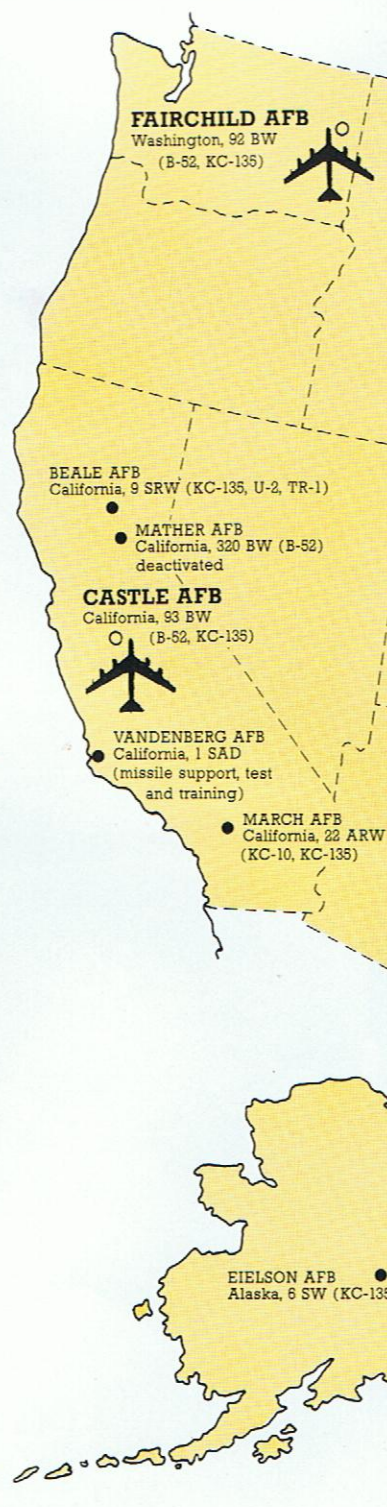 FAIRCHILD AFB
Washington, 92 BW
(B-52, KC-135)
BEALE AFB
California, 9 SRW (KC-135, U-2, TR-1)
MATHER AFB
California, 320 BW (B-52)
deactivated
CASTLE AFB
California, 93 BW
(B-52, KC-135)
VANDENBERG AFB
California, 1 SAD
(missile support, test
and training)
MARCH AFB
California, 22 ARW
(KC-10, KC-135)
EIELSON AFB
Alaska, 6 SW (KC-135